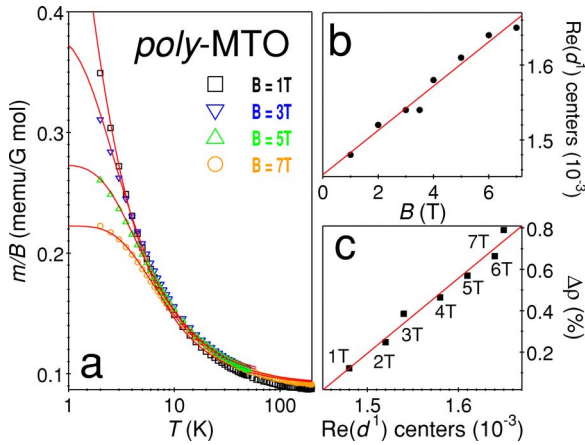 poly-MTO
B = 1T
B = 3T
B = 5T
B = 7T
0.4
0.3
0.2
0.1
m/B (memu/G mol)
a
1
10
100
T (K)
b
Re(d¹) centers (10⁻³)
1.6
1.5
0
2
4
6
B (T)
c
1T
2T
3T
4T
5T
6T
7T
0.8
0.6
0.4
0.2
Δρ (%)
1.5
1.6
Re(d¹) centers (10⁻³)